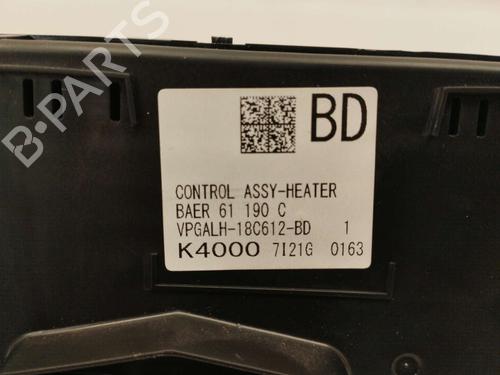 B-PARTS
BD
CONTROL ASSY-HEATER
BAER 61 190 C
VPGALH-18C612-BD 1
K4000 7I21G 0163